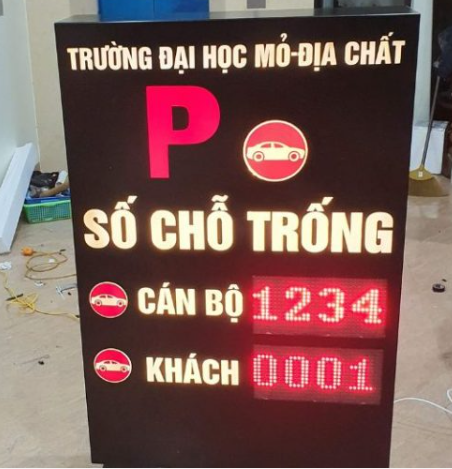 TRƯỜNG ĐẠI HỌC MỎ-ĐỊA CHẤT
P
SỐ CHỖ TRỐNG
CÁN BỘ 1234
KHÁCH 0001